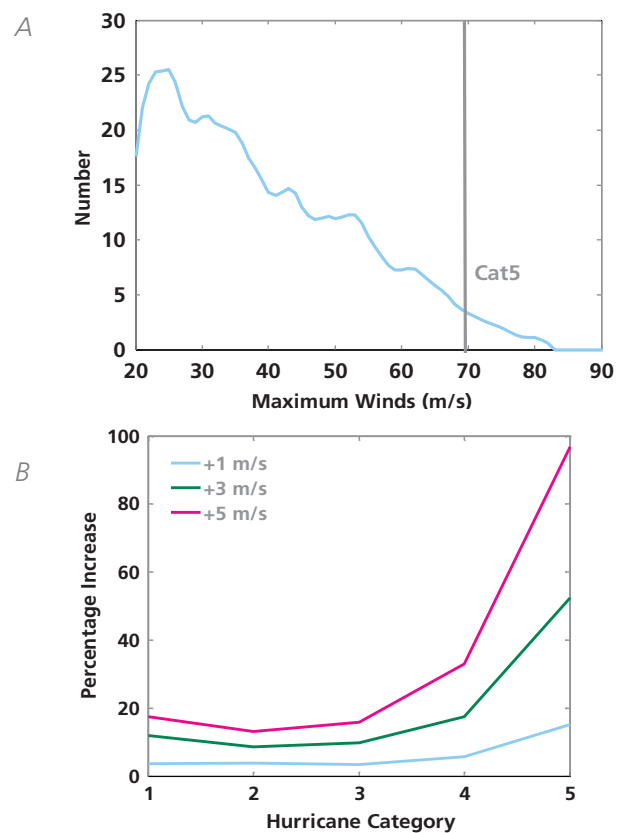 A
30
25
20
15
10
5
0
Number
Cat5
20 30 40 50 60 70 80 90
Maximum Winds (m/s)
B
100
80
60
40
20
0
Percentage Increase
+1 m/s
+3 m/s
+5 m/s
1 2 3 4 5
Hurricane Category